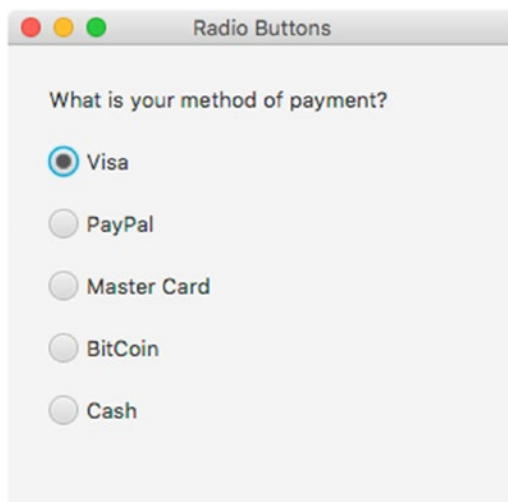 Radio Buttons
What is your method of payment?
Visa
PayPal
Master Card
BitCoin
Cash